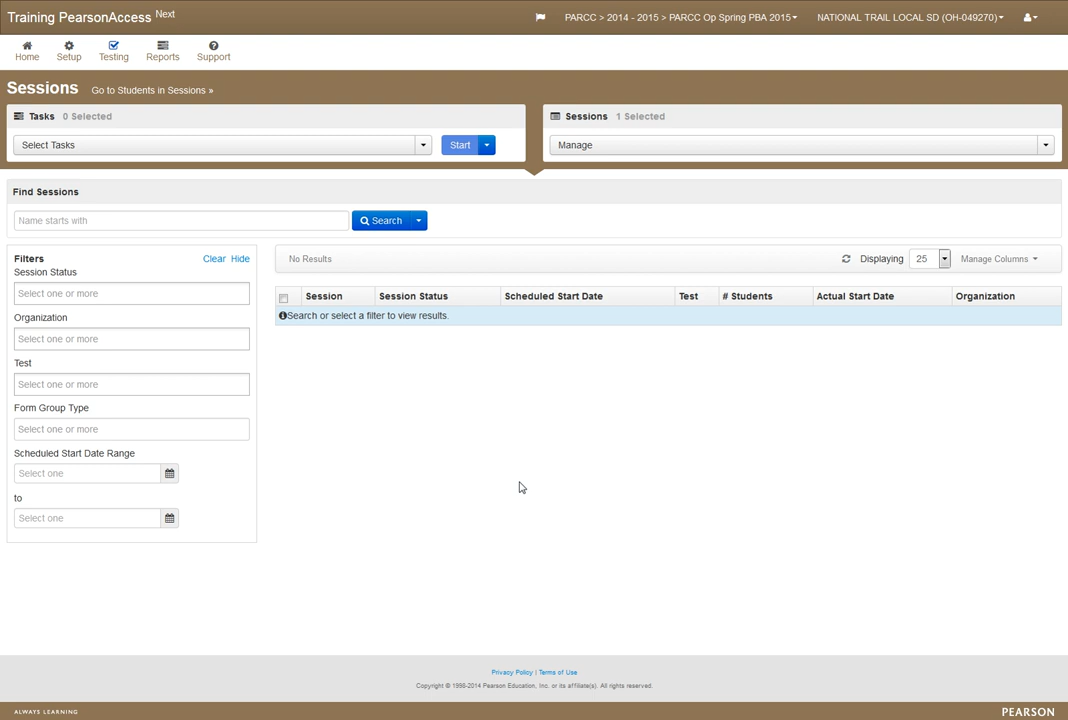 Training PearsonAccess Next
PARCC > 2014 - 2015 > PARCC Op Spring PBA 2015
NATIONAL TRAIL LOCAL SD (OH-049270)
Home
Setup
Testing
Reports
Support
Sessions Go to Students in Sessions »
Tasks 0 Selected
Select Tasks
Start
Sessions 1 Selected
Manage
Find Sessions
Name starts with
Search
Filters Clear Hide
Session Status
Select one or more
Organization
Select one or more
Test
Select one or more
Form Group Type
Select one or more
Scheduled Start Date Range
Select one
to
Select one
No Results
Displaying 25 Manage Columns
Session Session Status Scheduled Start Date Test # Students Actual Start Date Organization
Search or select a filter to view results.
Privacy Policy | Terms of Use
Copyright © 1998-2014 Pearson Education, Inc. or its affiliate(s). All rights reserved.
ALWAYS LEARNING
PEARSON